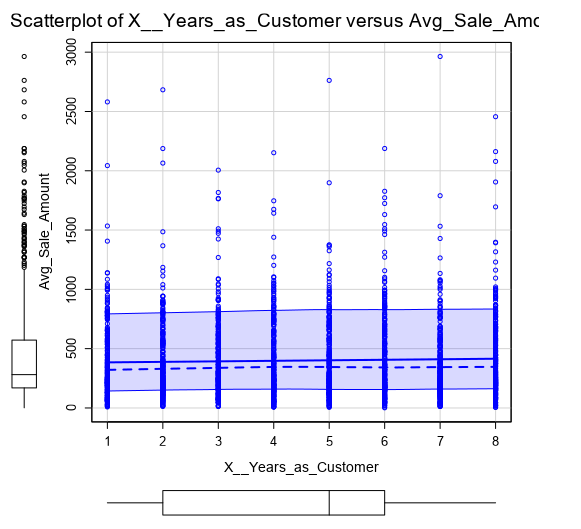 Scatterplot of X__Years_as_Customer versus Avg_Sale_Amo
3000
2500
2000
1500
1000
500
0
Avg_Sale_Amount
1 2 3 4 5 6 7 8
X__Years_as_Customer